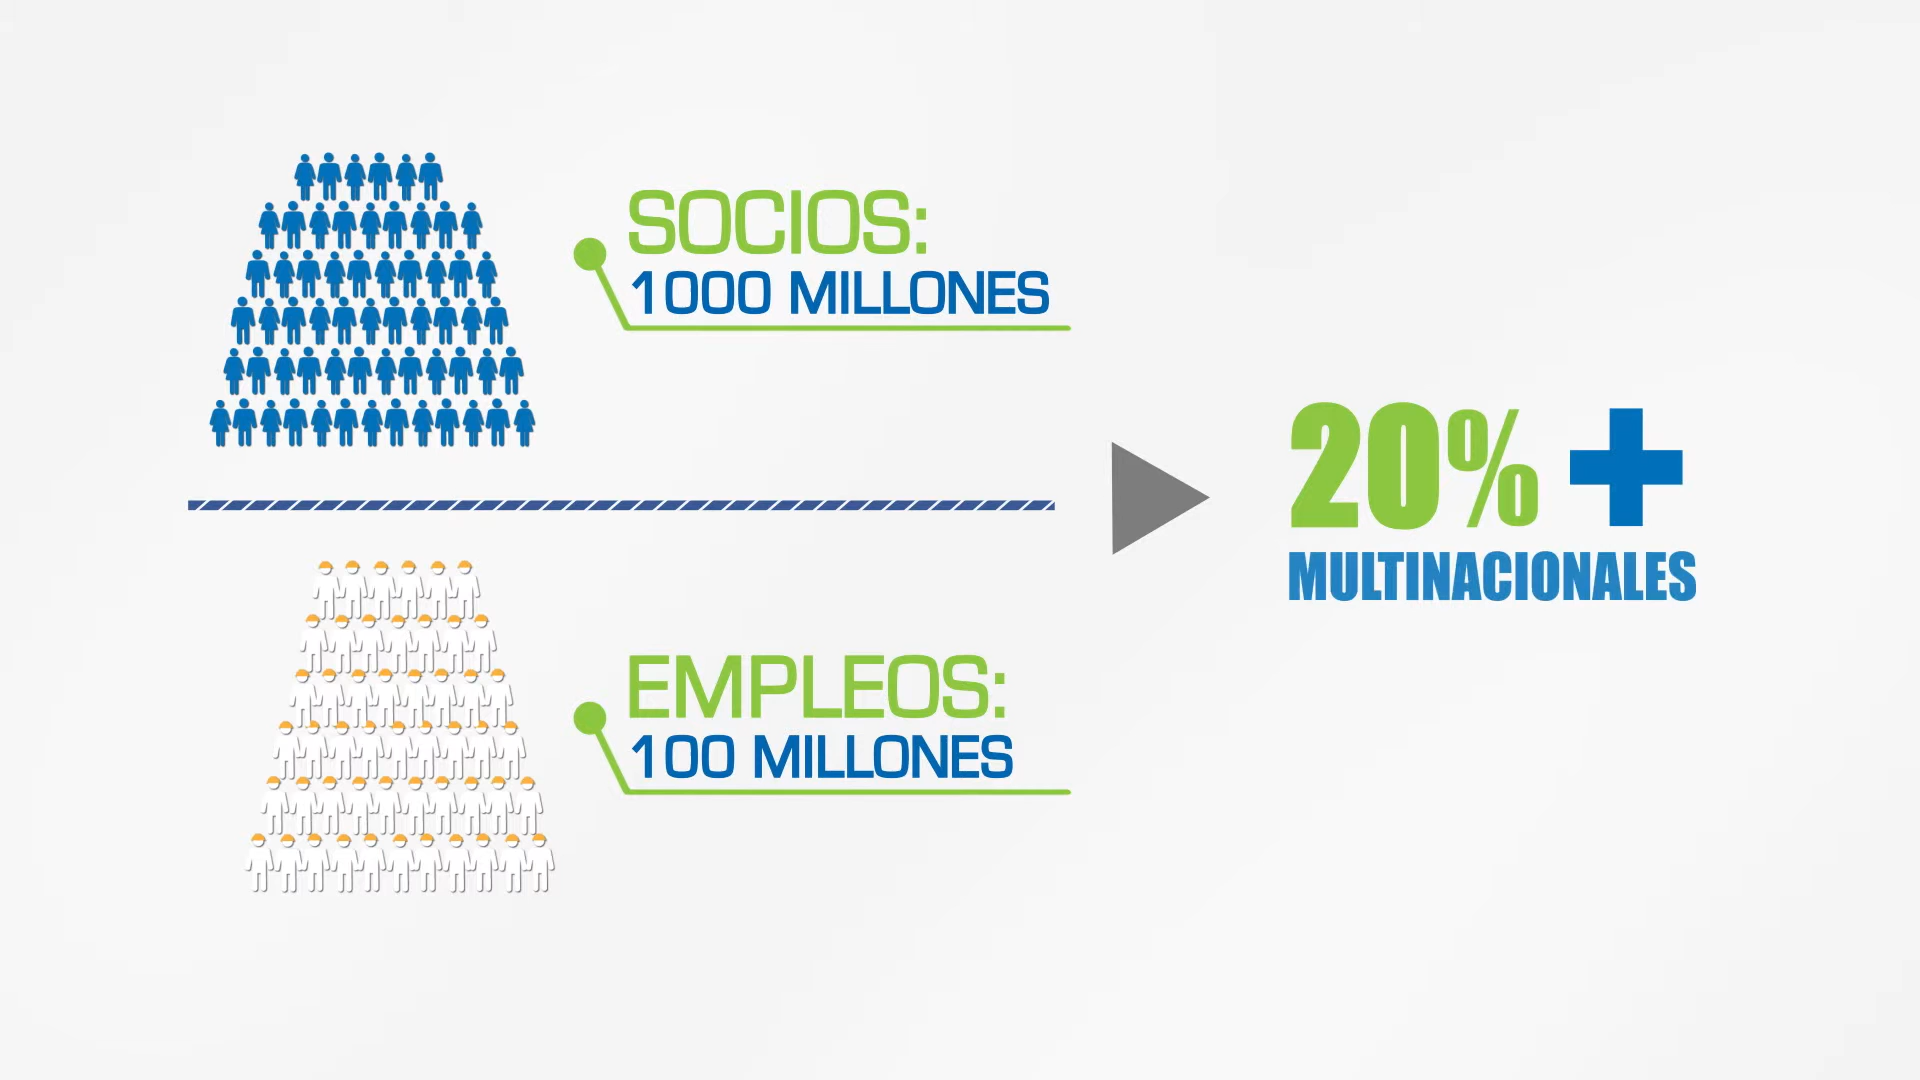 SOCIOS:
1000 MILLONES
EMPLEOS:
100 MILLONES
20% +
MULTINACIONALES